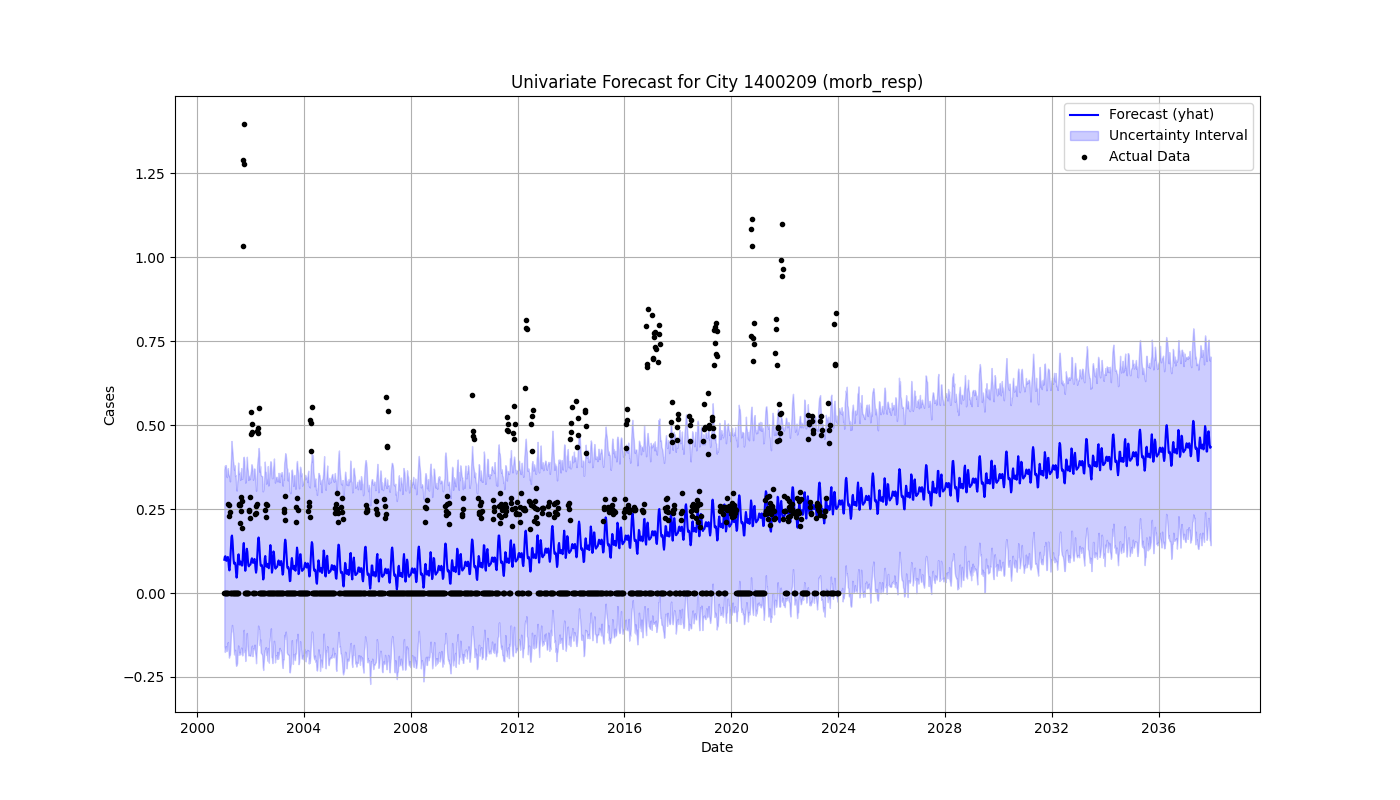 Univariate Forecast for City 1400209 (morb_resp)
Forecast (yhat)
Uncertainty Interval
Actual Data
1.25
1.00
0.75
0.50
0.25
0.00
−0.25
Cases
2000 2004 2008 2012 2016 2020 2024 2028 2032 2036
Date